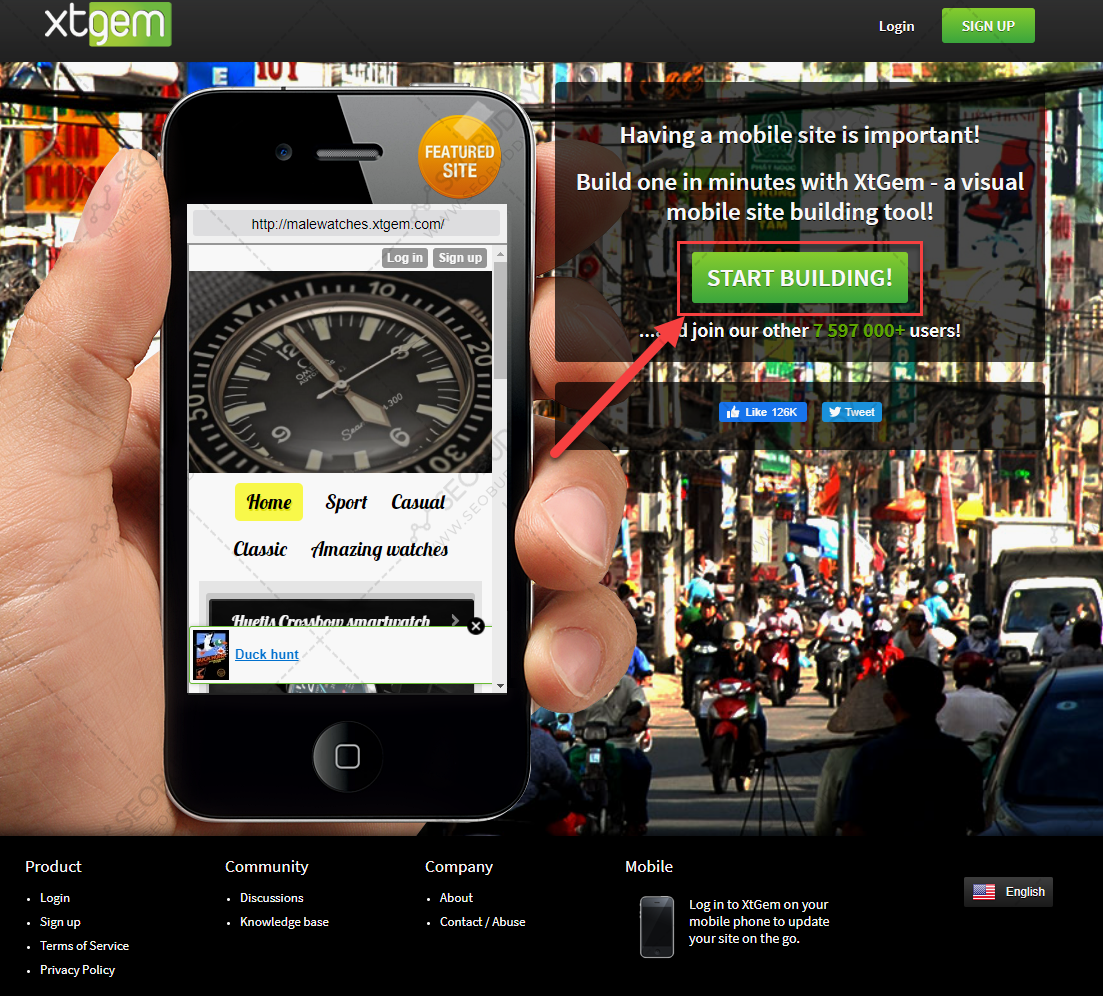 xtgem
Login
SIGN UP
FEATURED
SITE
http://malewatches.xtgem.com/
Log in
Sign up
Home
Sport
Casual
Classic
Amazing watches
Huetis Crossbow smartwatch
Duck hunt
Having a mobile site is important!
Build one in minutes with XtGem - a visual
mobile site building tool!
START BUILDING!
join our other 7 597 000+ users!
Like 126K
Tweet
Product
Login
Sign up
Terms of Service
Privacy Policy
Community
Discussions
Knowledge base
Company
About
Contact / Abuse
Mobile
Log in to XtGem on your
mobile phone to update
your site on the go.
English